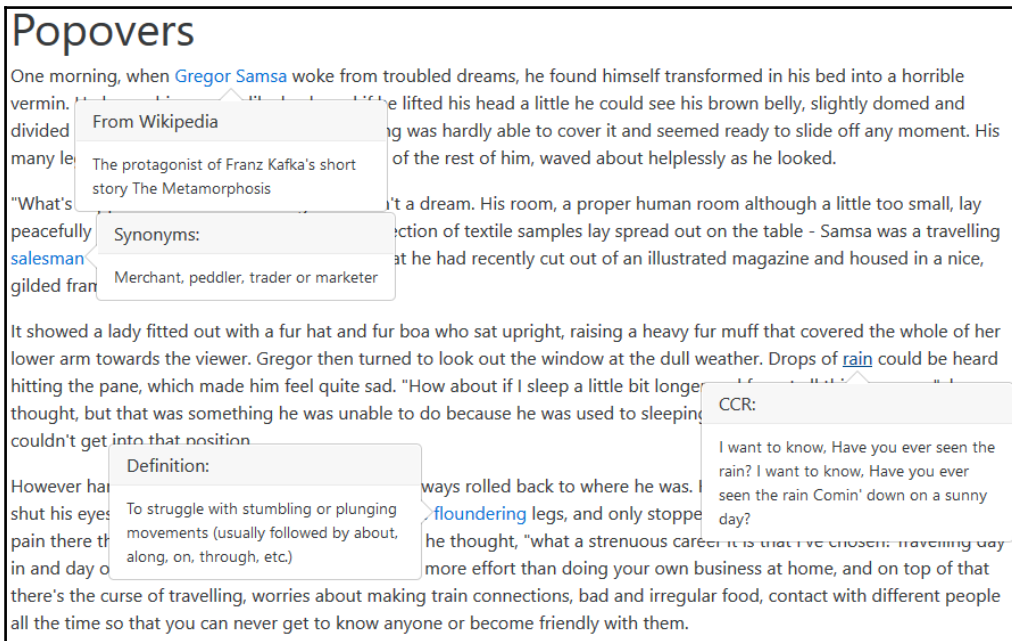 Popovers
One morning, when Gregor Samsa woke from troubled dreams, he found himself transformed in his bed into a horrible
vermin. he lifted his head a little he could see his brown belly, slightly domed and
divided ng was hardly able to cover it and seemed ready to slide off any moment. His
many le of the rest of him, waved about helplessly as he looked.
From Wikipedia
The protagonist of Franz Kafka's short
story The Metamorphosis
"What's n't a dream. His room, a proper human room although a little too small, lay
peacefully ction of textile samples lay spread out on the table - Samsa was a travelling
salesman at he had recently cut out of an illustrated magazine and housed in a nice,
gilded fram
Synonyms:
Merchant, peddler, trader or marketer
It showed a lady fitted out with a fur hat and fur boa who sat upright, raising a heavy fur muff that covered the whole of her
lower arm towards the viewer. Gregor then turned to look out the window at the dull weather. Drops of rain could be heard
hitting the pane, which made him feel quite sad. "How about if I sleep a little bit longer
thought, but that was something he was unable to do because he was used to sleeping
couldn't get into that position
CCR:
I want to know, Have you ever seen the
rain? I want to know, Have you ever
seen the rain Comin' down on a sunny
day?
However har ways rolled back to where he was.
shut his eyes floundering legs, and only stoppe
pain there th he thought, "what a strenuous career it is that I've chosen! Travelling day
in and day o more effort than doing your own business at home, and on top of that
there's the curse of travelling, worries about making train connections, bad and irregular food, contact with different people
all the time so that you can never get to know anyone or become friendly with them.
Definition:
To struggle with stumbling or plunging
movements (usually followed by about,
along, on, through, etc.)